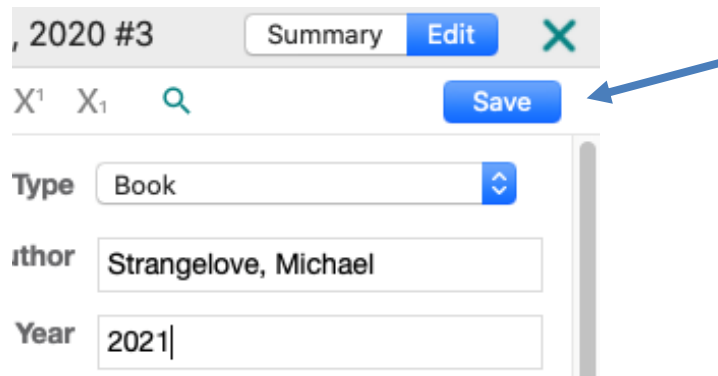 , 2020 #3 Summary Edit
X¹ X₁ Save
Type Book
uthor Strangelove, Michael
Year 2021